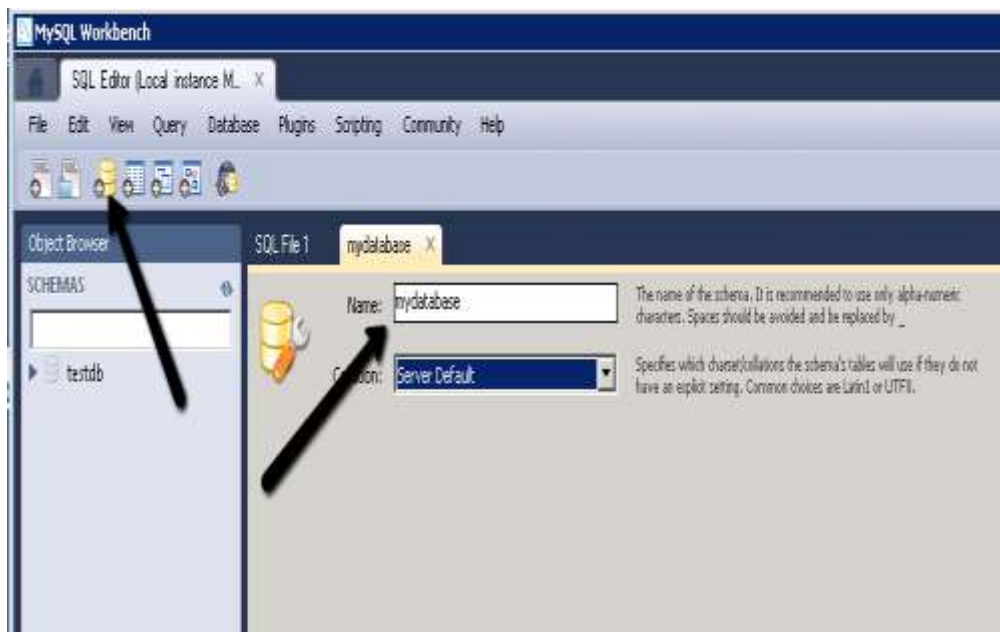 MySQL Workbench
SQL Editor (Local instance M...
File Edit View Query Database Plugins Scripting Community Help
Object Browser
SQL File 1
mydatabase
SCHEMAS
testdb
Name: mydatabase
The name of the schema. It is recommended to use only alpha-numeric
characters. Spaces should be avoided and be replaced by _
Server Default
Specifies which charset/collations the schema's tables will use if they do not
have an explicit setting. Common choices are Latin1 or UTF8.